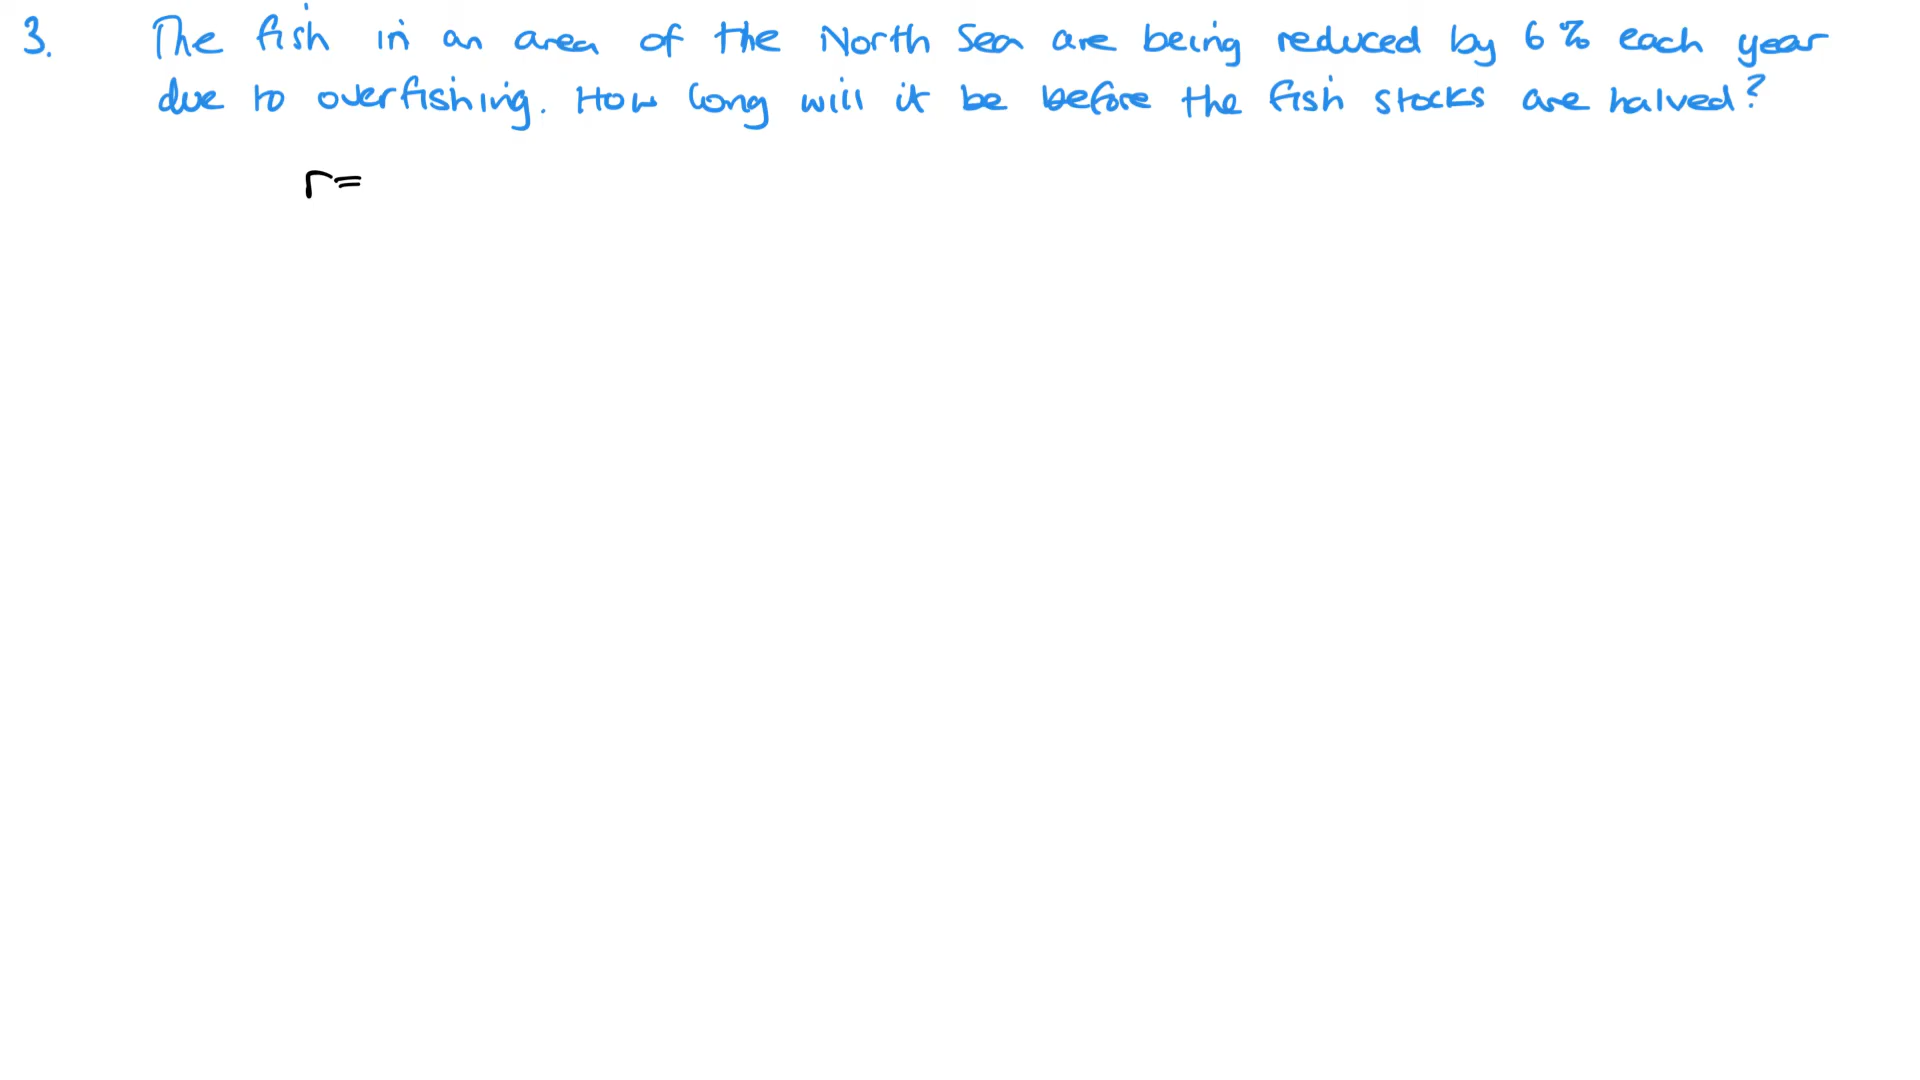 3. The fish in an area of the North Sea are being reduced by 6% each year
due to overfishing. How long will it be before the fish stocks are halved?
r=